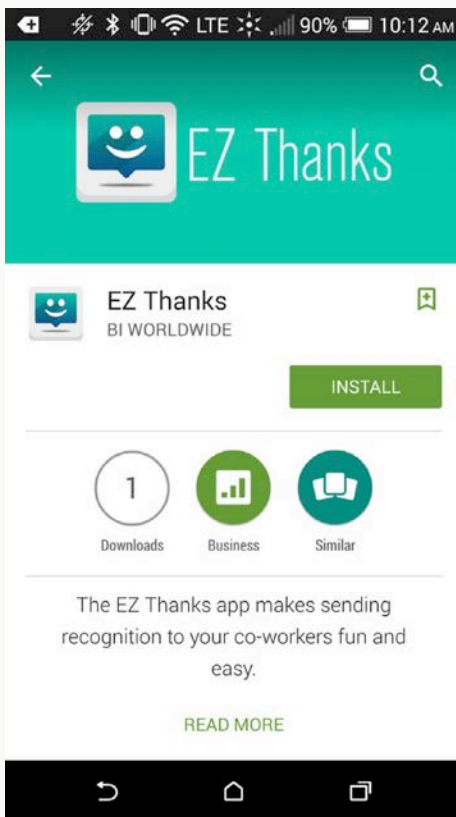 LTE 90% 10:12 AM
EZ Thanks
EZ Thanks
BI WORLDWIDE
INSTALL
1
Downloads Business Similar
The EZ Thanks app makes sending
recognition to your co-workers fun and
easy.
READ MORE